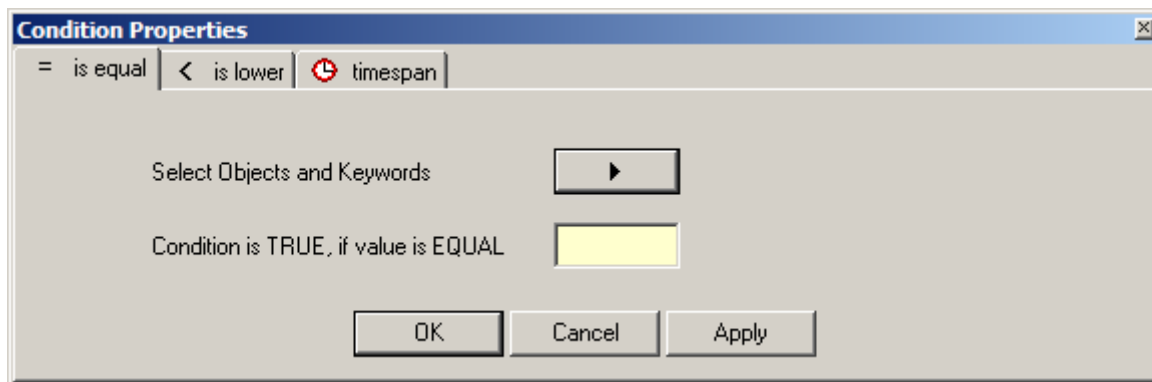 Condition Properties
= is equal < is lower timespan
Select Objects and Keywords
Condition is TRUE, if value is EQUAL
OK Cancel Apply